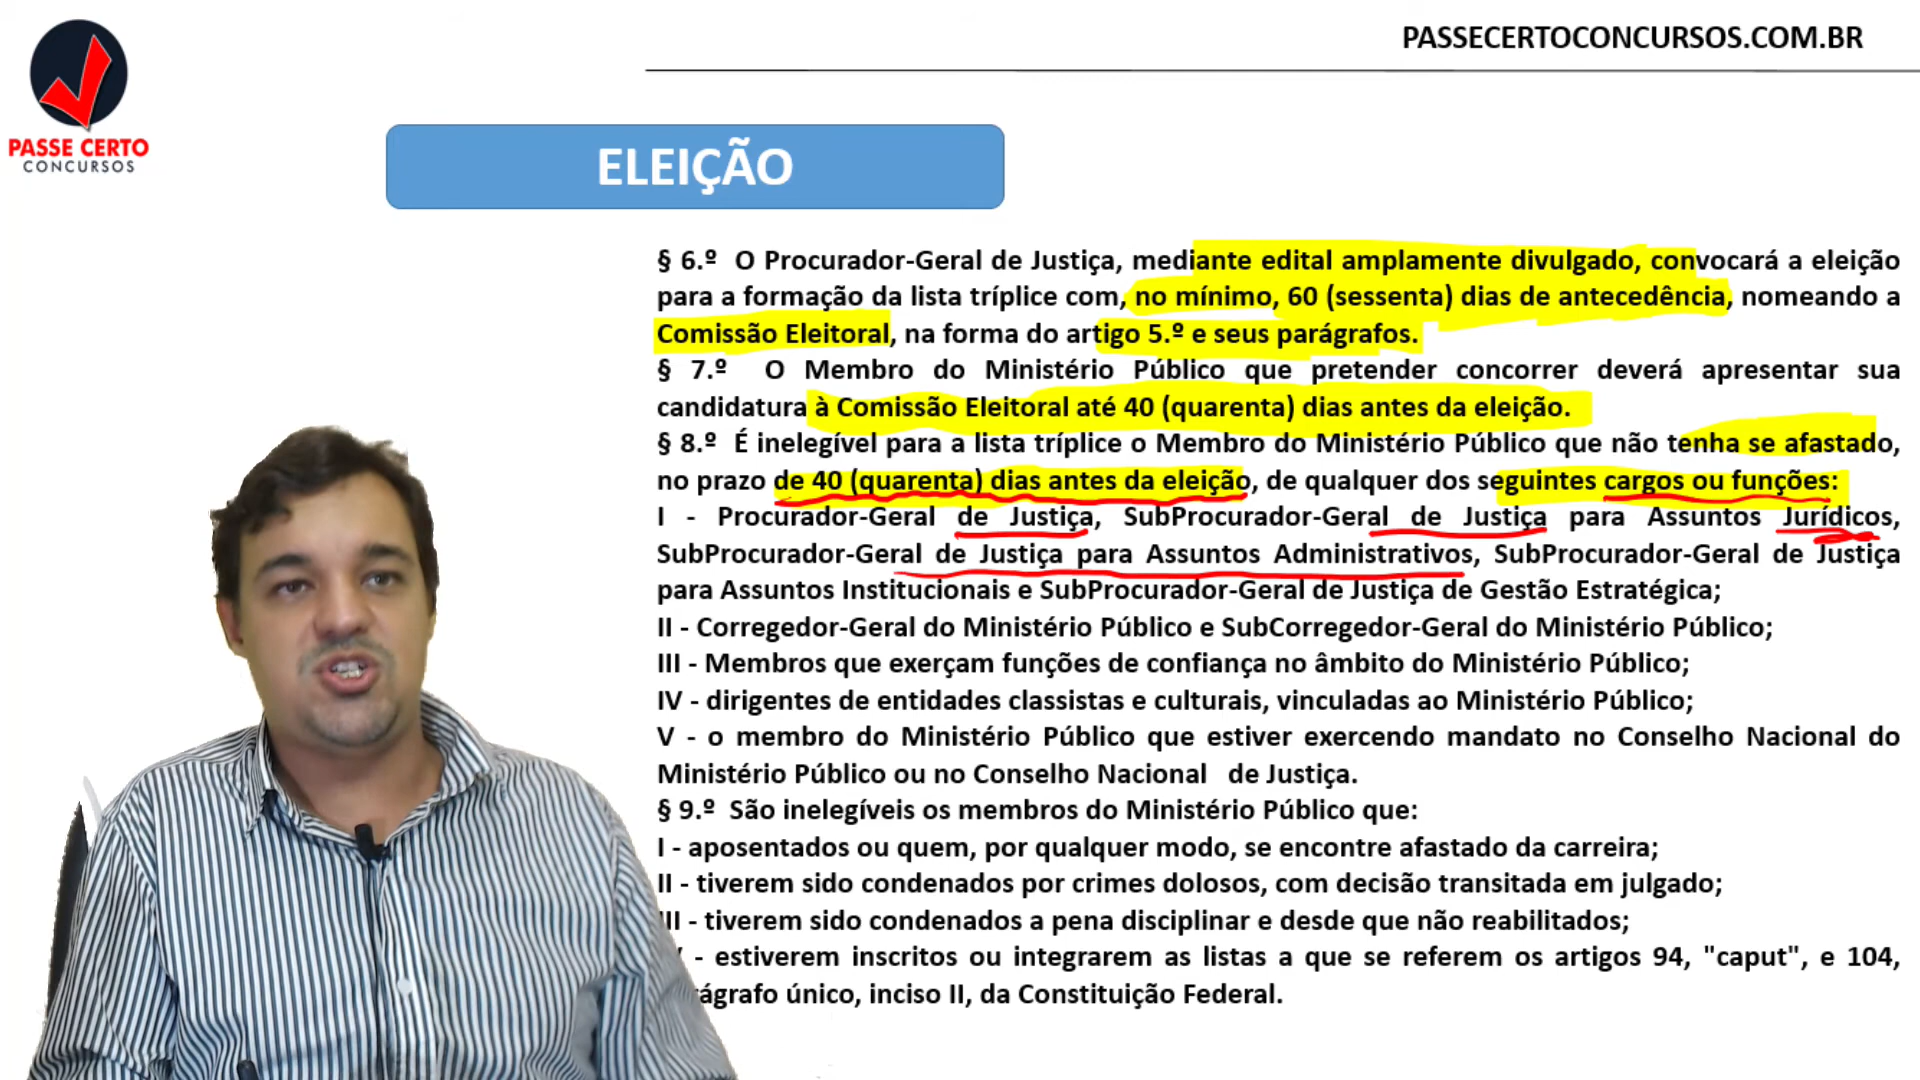 PASSECERTOCONCURSOS.COM.BR
PASSE CERTO
CONCURSOS
ELEIÇÃO
§ 6.º O Procurador-Geral de Justiça, mediante edital amplamente divulgado, convocará a eleição
para a formação da lista tríplice com, no mínimo, 60 (sessenta) dias de antecedência, nomeando a
Comissão Eleitoral, na forma do artigo 5.º e seus parágrafos.
§ 7.º O Membro do Ministério Público que pretender concorrer deverá apresentar sua
candidatura à Comissão Eleitoral até 40 (quarenta) dias antes da eleição.
§ 8.º É inelegível para a lista tríplice o Membro do Ministério Público que não tenha se afastado,
no prazo de 40 (quarenta) dias antes da eleição, de qualquer dos seguintes cargos ou funções:
I - Procurador-Geral de Justiça, SubProcurador-Geral de Justiça para Assuntos Jurídicos,
SubProcurador-Geral de Justiça para Assuntos Administrativos, SubProcurador-Geral de Justiça
para Assuntos Institucionais e SubProcurador-Geral de Justiça de Gestão Estratégica;
II - Corregedor-Geral do Ministério Público e SubCorregedor-Geral do Ministério Público;
III - Membros que exerçam funções de confiança no âmbito do Ministério Público;
IV - dirigentes de entidades classistas e culturais, vinculadas ao Ministério Público;
V - o membro do Ministério Público que estiver exercendo mandato no Conselho Nacional do
Ministério Público ou no Conselho Nacional de Justiça.
§ 9.º São inelegíveis os membros do Ministério Público que:
I - aposentados ou quem, por qualquer modo, se encontre afastado da carreira;
II - tiverem sido condenados por crimes dolosos, com decisão transitada em julgado;
III - tiverem sido condenados a pena disciplinar e desde que não reabilitados;
- estiverem inscritos ou integrarem as listas a que se referem os artigos 94, "caput", e 104,
único, inciso II, da Constituição Federal.